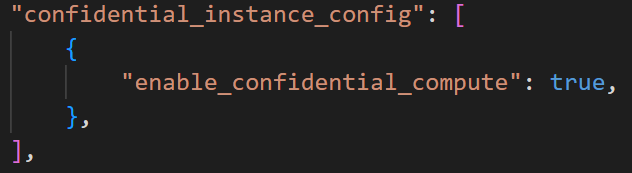 "confidential_instance_config": [
{
"enable_confidential_compute": true,
},
],